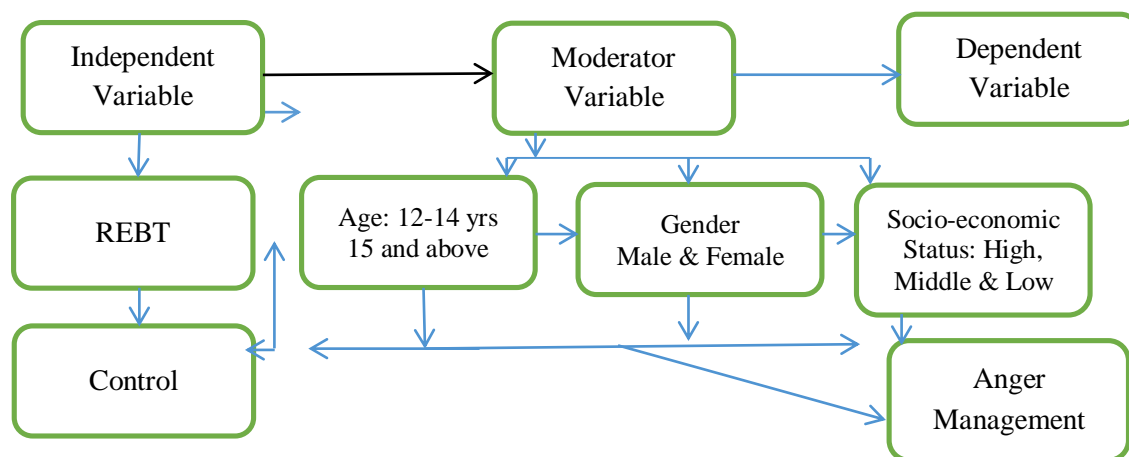 Independent
Variable
Moderator
Variable
Dependent
Variable
REBT
Age: 12-14 yrs
15 and above
Gender
Male & Female
Socio-economic
Status: High,
Middle & Low
Control
Anger
Management